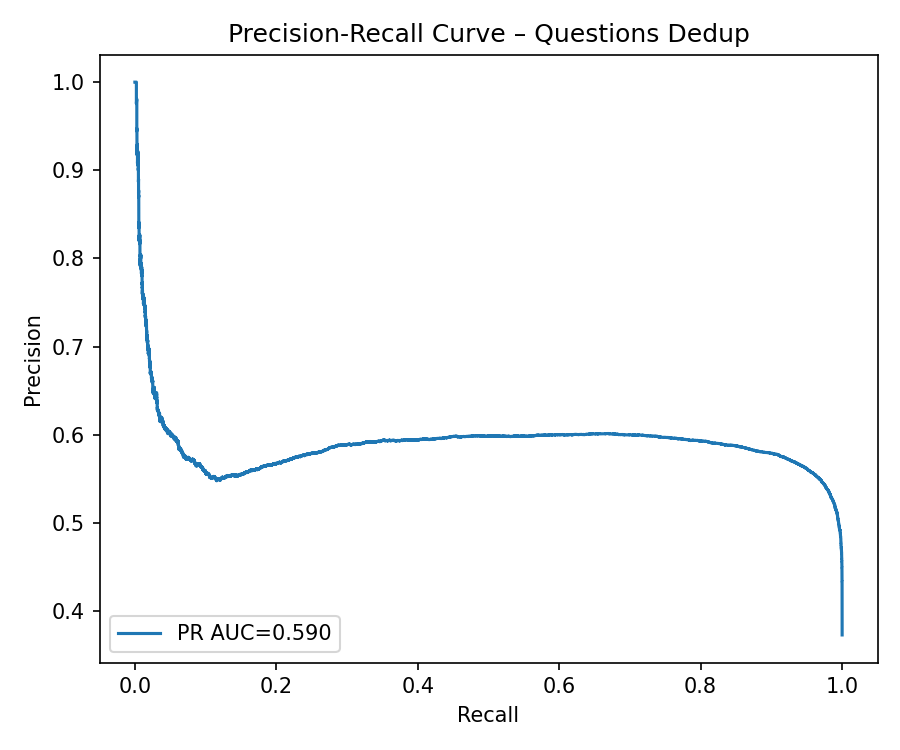 Precision-Recall Curve – Questions Dedup
1.0
0.9
0.8
0.7
0.6
0.5
0.4
Precision
PR AUC=0.590
0.0 0.2 0.4 0.6 0.8 1.0
Recall